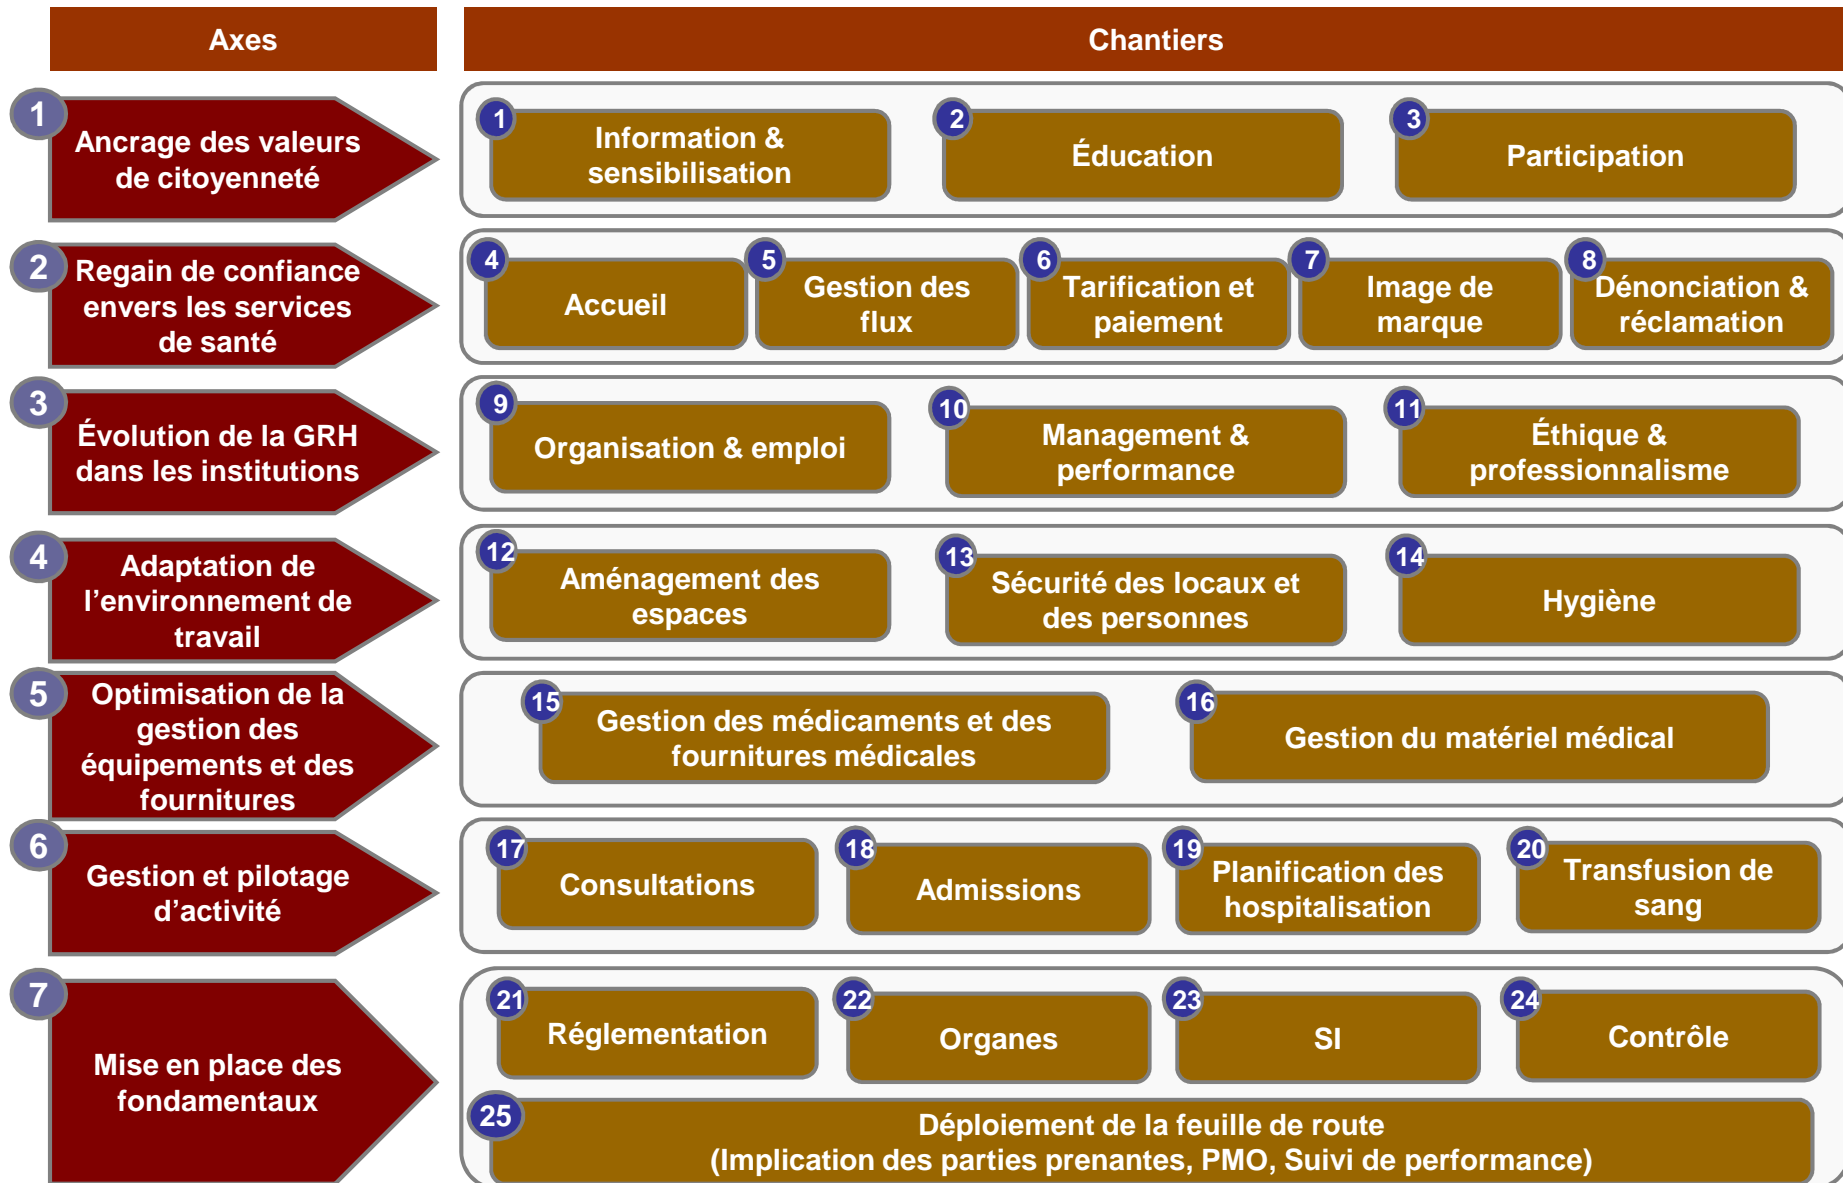 Axes
Chantiers
1
Ancrage des valeurs
de citoyenneté
1
Information &
sensibilisation
2
Éducation
3
Participation
2
Regain de confiance
envers les services
de santé
4
Accueil
5
Gestion des
flux
6
Tarification et
paiement
7
Image de
marque
8
Dénonciation &
réclamation
3
Évolution de la GRH
dans les institutions
9
Organisation & emploi
10
Management &
performance
11
Éthique &
professionnalisme
4
Adaptation de
l’environnement de
travail
12
Aménagement des
espaces
13
Sécurité des locaux et
des personnes
14
Hygiène
5
Optimisation de la
gestion des
équipements et des
fournitures
15
Gestion des médicaments et des
fournitures médicales
16
Gestion du matériel médical
6
Gestion et pilotage
d’activité
17
Consultations
18
Admissions
19
Planification des
hospitalisation
20
Transfusion de
sang
7
Mise en place des
fondamentaux
21
Réglementation
22
Organes
23
SI
24
Contrôle
25
Déploiement de la feuille de route
(Implication des parties prenantes, PMO, Suivi de performance)